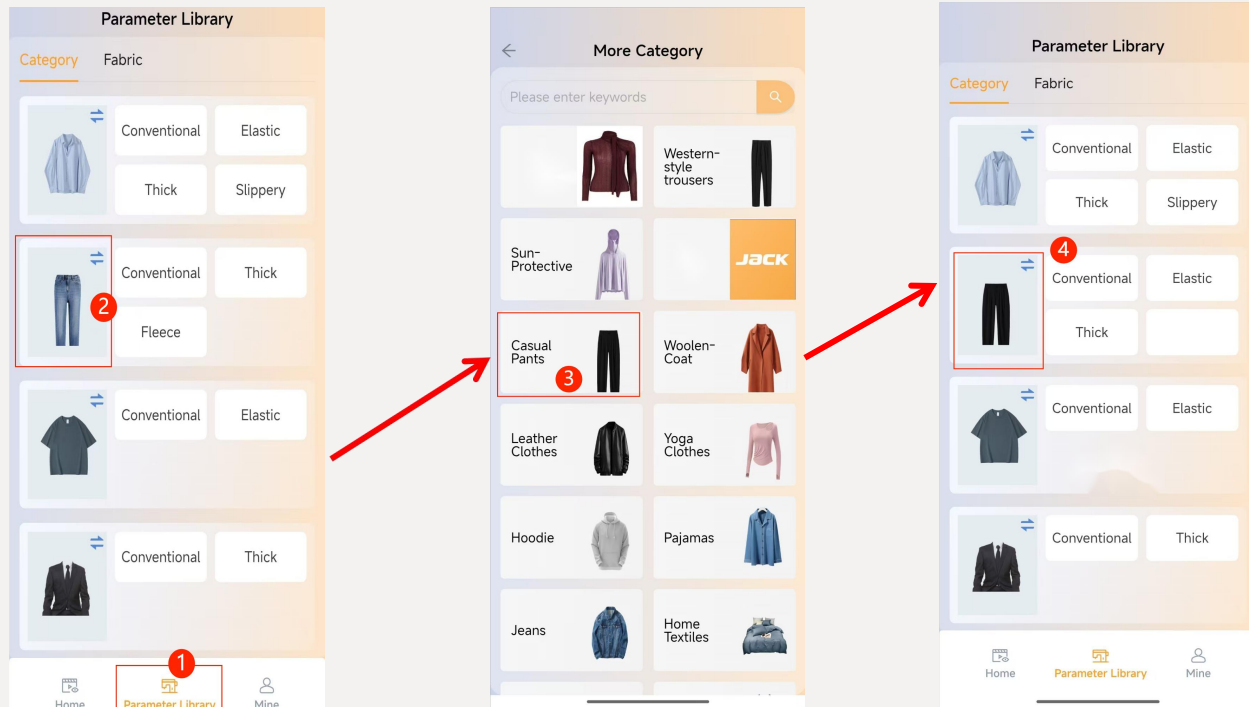 Parameter Library
Category Fabric
Conventional Elastic
Thick Slippery
Conventional Thick
2
Fleece
Conventional Elastic
Conventional Thick
1
Home Parameter Library Mine
More Category
Please enter keywords
Western-
style
trousers
Sun-
Protective
JACK
Casual
Pants
3
Woolen-
Coat
Leather
Clothes
Yoga
Clothes
Hoodie
Pajamas
Jeans
Home
Textiles
Parameter Library
Category Fabric
Conventional Elastic
Thick Slippery
4
Conventional Elastic
Thick
Conventional Elastic
Conventional Thick
Home Parameter Library Mine